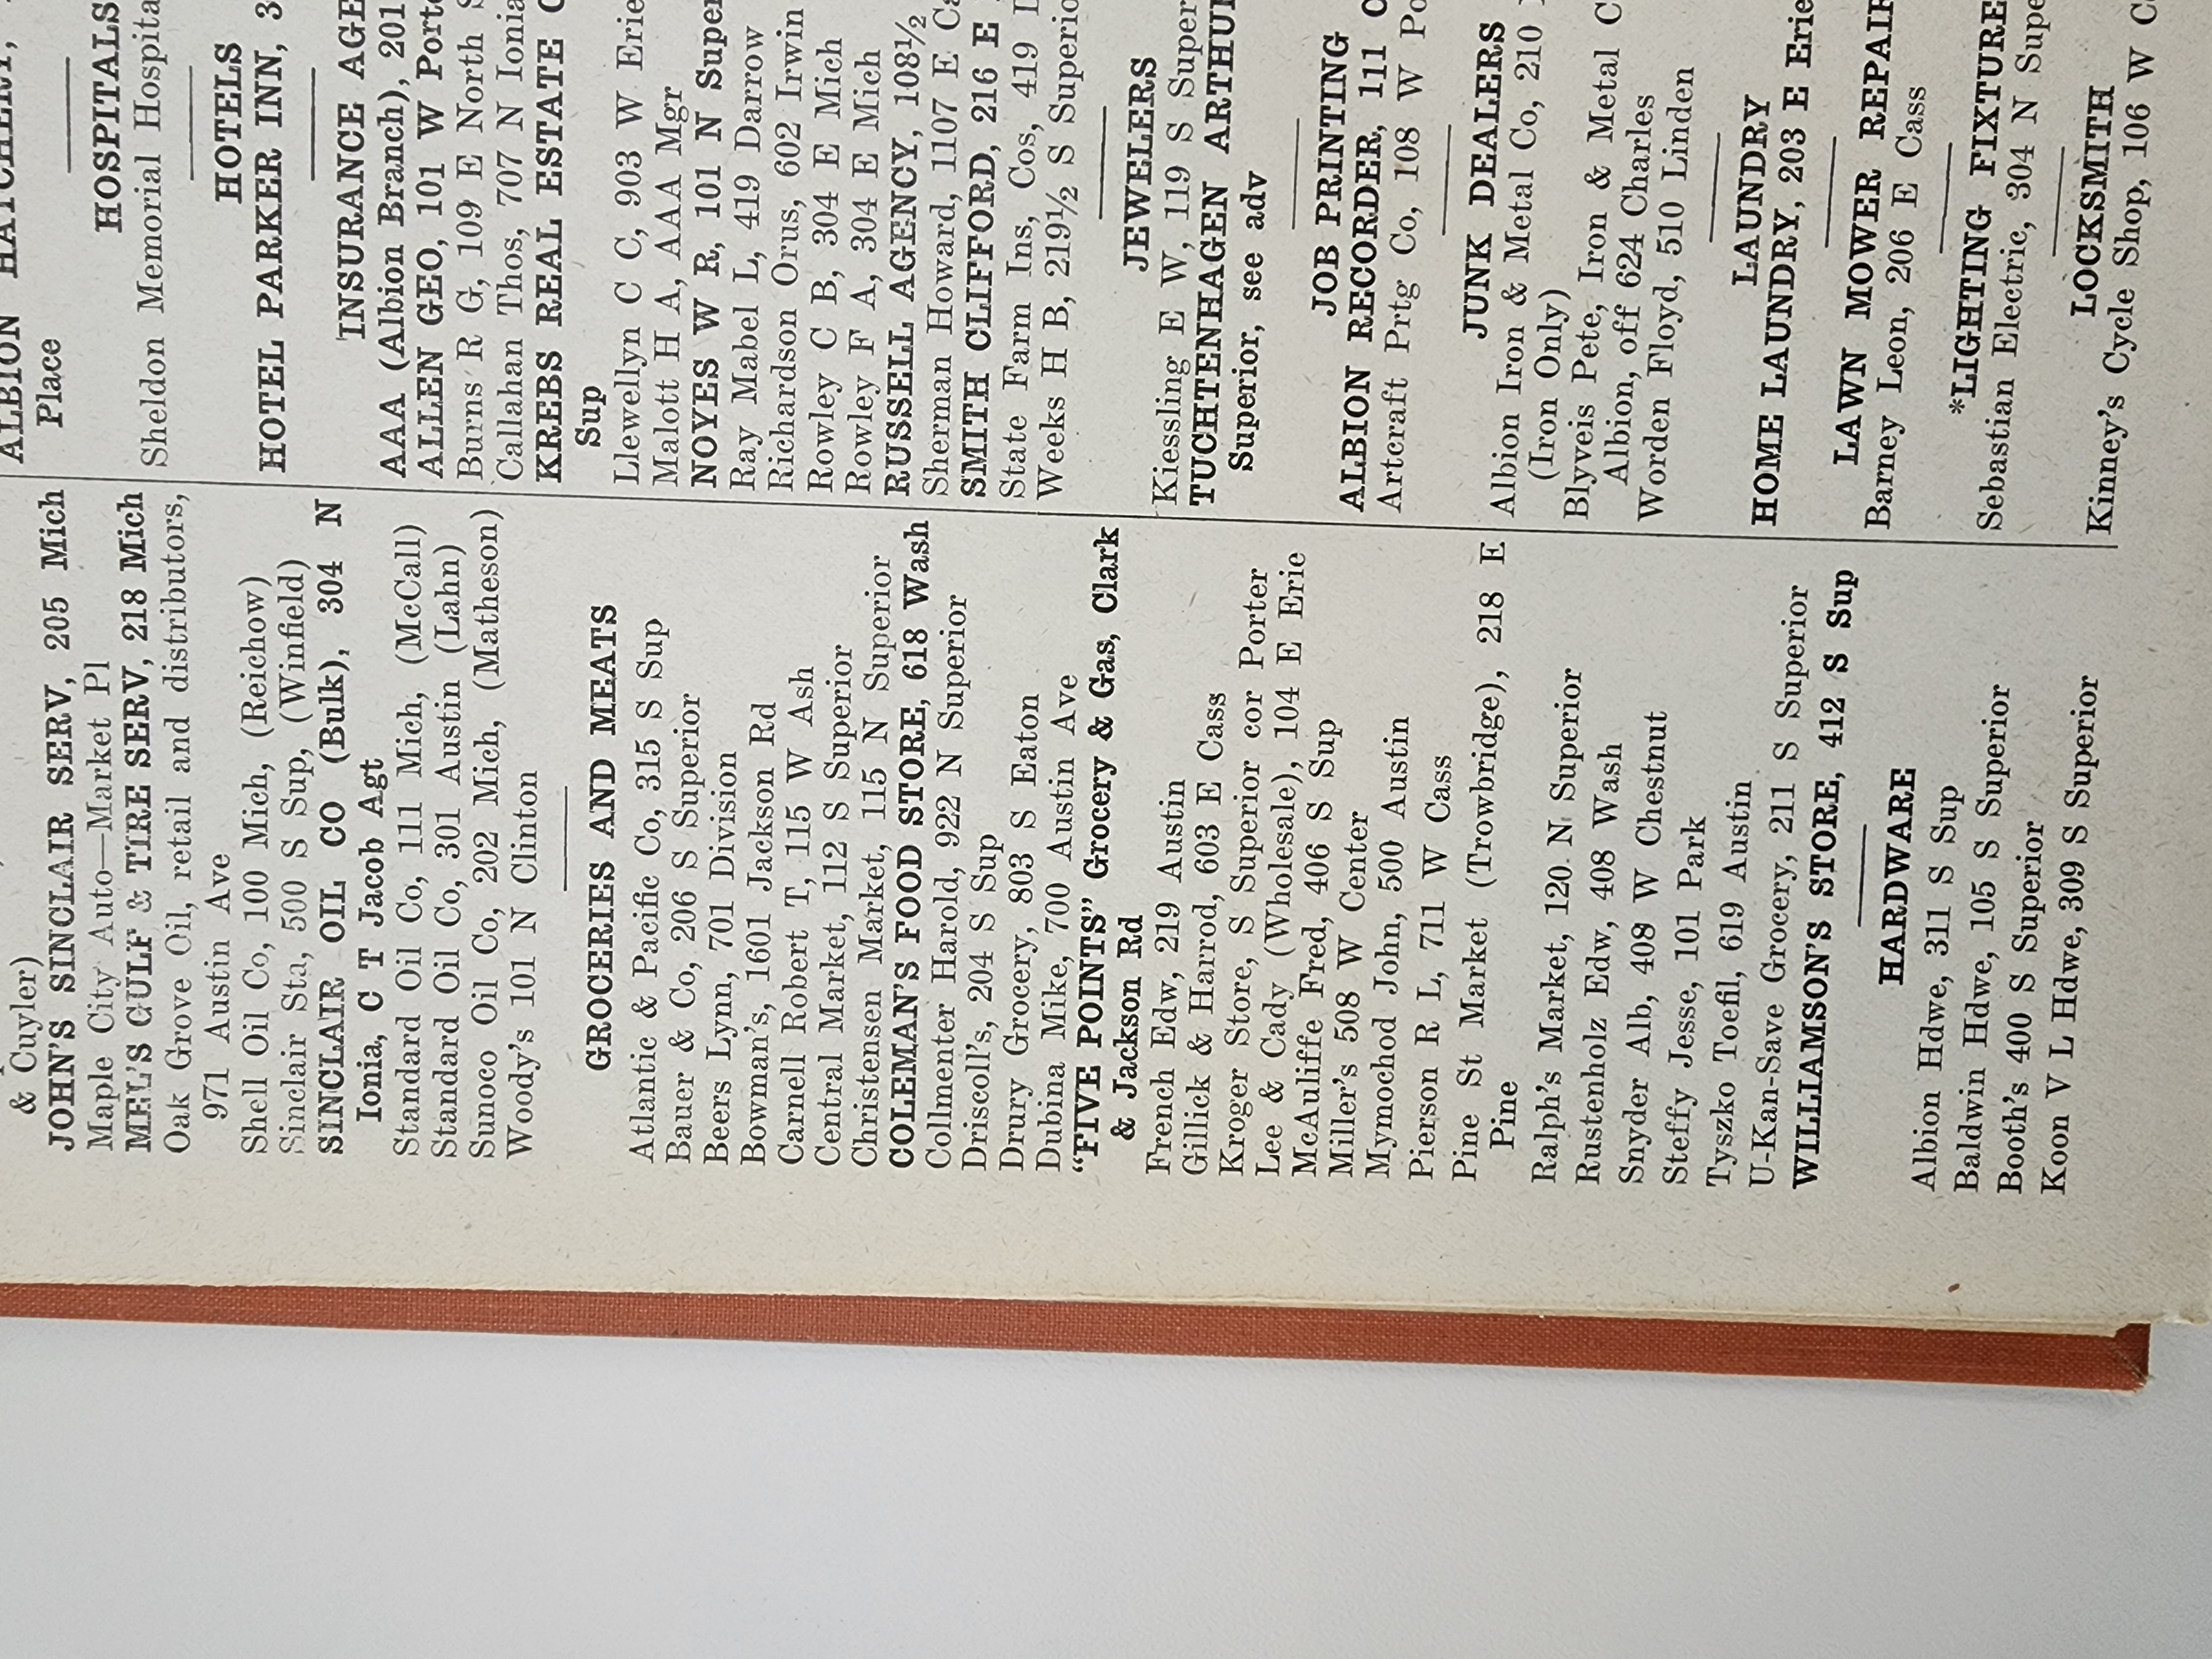 & Cuyler)
JOHN'S SINCLAIR SERV, 205 Mich
Maple City Auto—Market Pl
MEL'S GULF & TIRE SERV, 218 Mich
Oak Grove Oil, retail and distributors,
971 Austin Ave
Shell Oil Co, 100 Mich, (Reichow)
Sinclair Sta, 500 S Sup, (Winfield)
SINCLAIR OIL CO (Bulk), 304 N
Ionia, C T Jacob Agt
Standard Oil Co, 111 Mich, (McCall)
Standard Oil Co, 301 Austin (Lahn)
Sunoco Oil Co, 202 Mich, (Matheson)
Woody's 101 N Clinton
GROCERIES AND MEATS
Atlantic & Pacific Co, 315 S Sup
Bauer & Co, 206 S Superior
Beers Lynn, 701 Division
Bowman's, 1601 Jackson Rd
Carnell Robert T, 115 W Ash
Central Market, 112 S Superior
Christensen Market, 115 N Superior
COLEMAN'S FOOD STORE, 618 Wash
Collmenter Harold, 922 N Superior
Driscoll's, 204 S Sup
Drury Grocery, 803 S Eaton
Dubina Mike, 700 Austin Ave
"FIVE POINTS" Grocery & Gas, Clark
& Jackson Rd
French Edw, 219 Austin
Gillick & Harrod, 603 E Cass
Kroger Store, S Superior cor Porter
Lee & Cady (Wholesale), 104 E Erie
McAuliffe Fred, 406 S Sup
Miller's 508 W Center
Mymochod John, 500 Austin
Pierson R L, 711 W Cass
Pine St Market (Trowbridge), 218 E
Pine
Ralph's Market, 120 N Superior
Rustenholz Edw, 408 Wash
Snyder Alb, 408 W Chestnut
Steffy Jesse, 101 Park
Tyszko Toefil, 619 Austin
U-Kan-Save Grocery, 211 S Superior
WILLIAMSON'S STORE, 412 S Sup
HARDWARE
Albion Hdwe, 311 S Sup
Baldwin Hdwe, 105 S Superior
Booth's 400 S Superior
Koon V L Hdwe, 309 S Superior
ALBION HATCHERY,
Place
HOSPITALS
Sheldon Memorial
HOTELS
HOTEL PARKER INN,
INSURANCE
AAA (Albion Branch), 201
ALLEN GEO, 101 W
Burns R G, 109 E North
Callahan Thos, 707 N Ionia
KREBS REAL ESTATE
Sup
Llewellyn C C, 903 W Erie
Malott H A, AAA Mgr
NOYES W R, 101 N
Ray Mabel L, 419 Darrow
Richardson Orus, 602 Irwin
Rowley C B, 304 E Mich
Rowley F A, 304 E Mich
RUSSELL AGENCY, 108½
Sherman Howard, 1107 E
SMITH CLIFFORD, 216 E
State Farm Ins, Cos, 419
Weeks H B, 219½ S
JEWELERS
Kiessling E W, 119 S
TUCHTENHAGEN
Superior, see adv
JOB PRINTING
ALBION RECORDER, 111
Artcraft Prtg Co, 108 W
JUNK DEALERS
Albion Iron & Metal Co, 210
(Iron Only)
Blyveis Pete, Iron & Metal
Albion, off 624 Charles
Worden Floyd, 510 Linden
LAUNDRY
HOME LAUNDRY, 203 E Erie
LAWN MOWER REPAIR
Barney Leon, 206 E Cass
*LIGHTING FIXTURE
Sebastian Electric, 304 N
LOCKSMITH
Kinney's Cycle Shop, 106 W